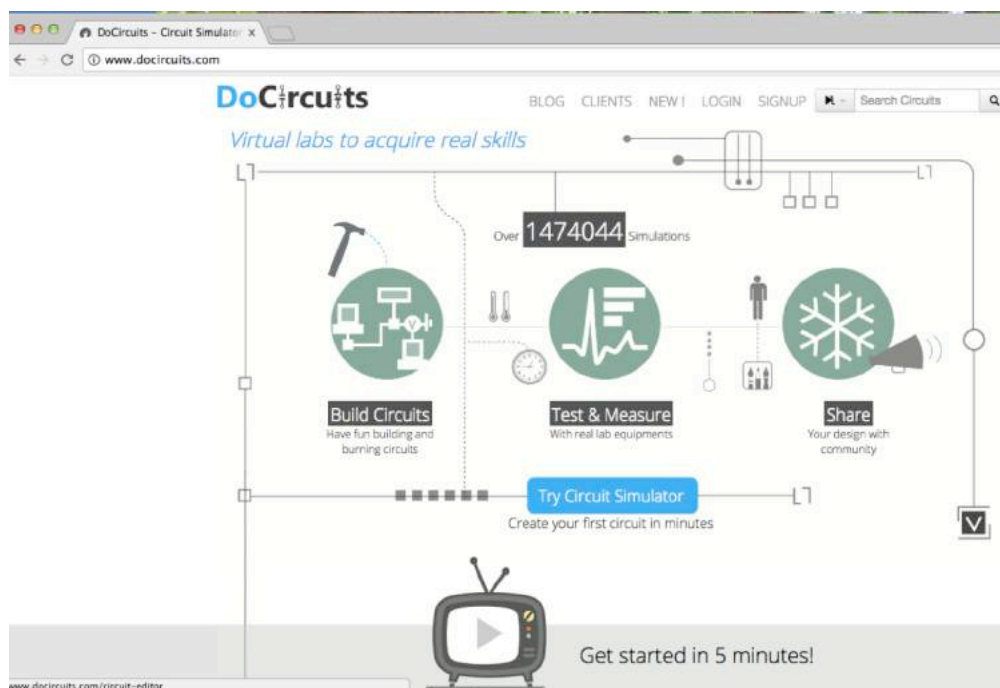 DoCircuits - Circuit Simulator
www.docircuits.com
DoCircuits
BLOG CLIENTS NEW ! LOGIN SIGNUP Search Circuits
Virtual labs to acquire real skills
Over 1474044 Simulations
Build Circuits
Have fun building and
burning circuits
Test & Measure
With real lab equipments
Share
Your design with
community
Try Circuit Simulator
Create your first circuit in minutes
V
Get started in 5 minutes!
www.docircuits.com/circuit-editor